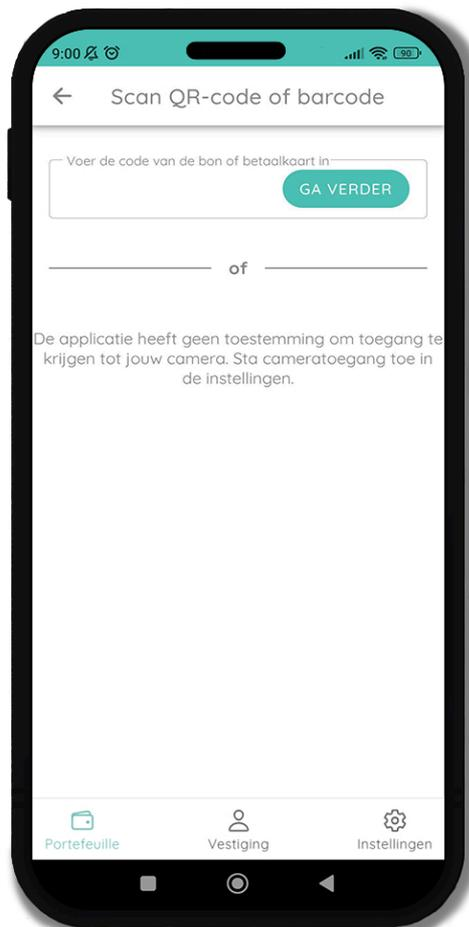 9:00
90
Scan QR-code of barcode
Voer de code van de bon of betaalkaart in
GA VERDER
of
De applicatie heeft geen toestemming om toegang te
krijgen tot jouw camera. Sta cameratoegang toe in
de instellingen.
Portefeuille
Vestiging
Instellingen